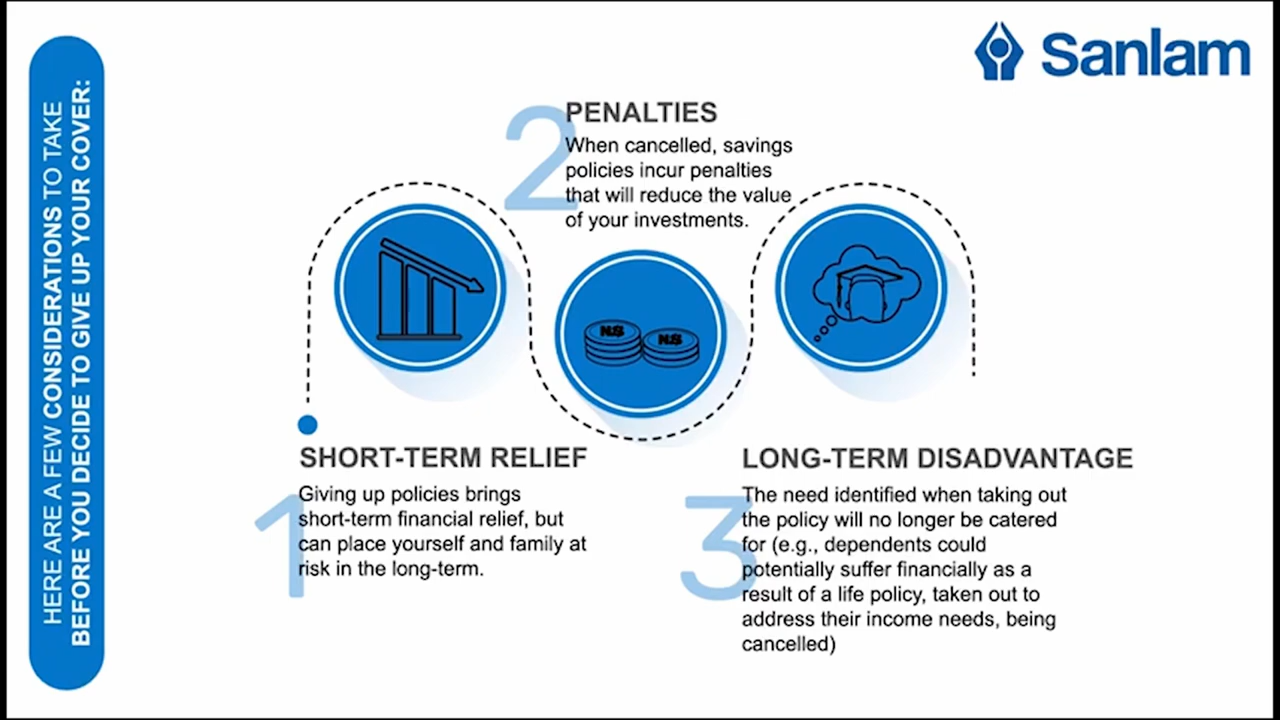 HERE ARE A FEW CONSIDERATIONS TO TAKE
BEFORE YOU DECIDE TO GIVE UP YOUR COVER:
Sanlam
1
SHORT-TERM RELIEF
Giving up policies brings
short-term financial relief, but
can place yourself and family at
risk in the long-term.
2
PENALTIES
When cancelled, savings
policies incur penalties
that will reduce the value
of your investments.
N$
N$
3
LONG-TERM DISADVANTAGE
The need identified when taking out
the policy will no longer be catered
for (e.g., dependents could
potentially suffer financially as a
result of a life policy, taken out to
address their income needs, being
cancelled)